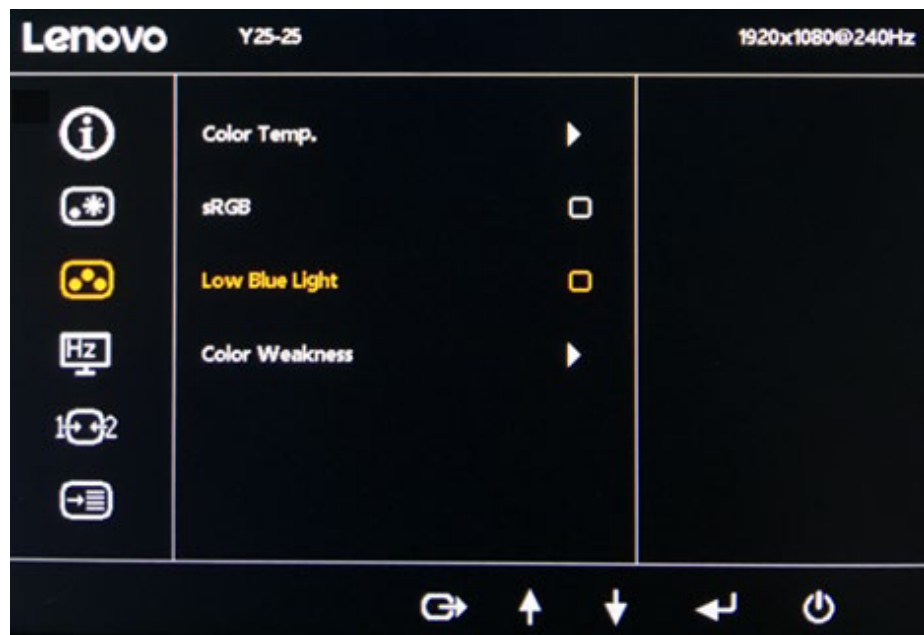 Lenovo Y25-25 1920x1080@240Hz
Color Temp.
sRGB
Low Blue Light
Color Weakness
Hz
1 2